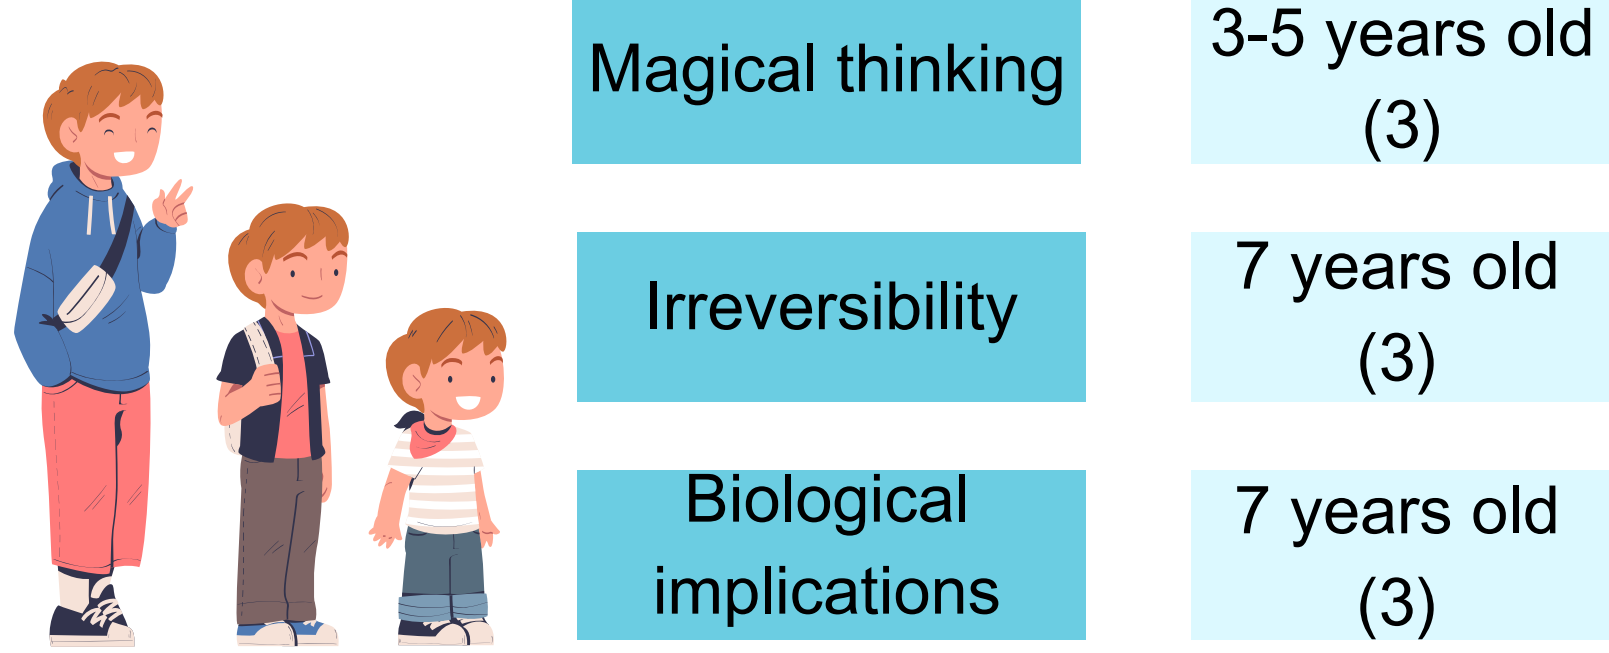 Magical thinking
3-5 years old
(3)
Irreversibility
7 years old
(3)
Biological
implications
7 years old
(3)